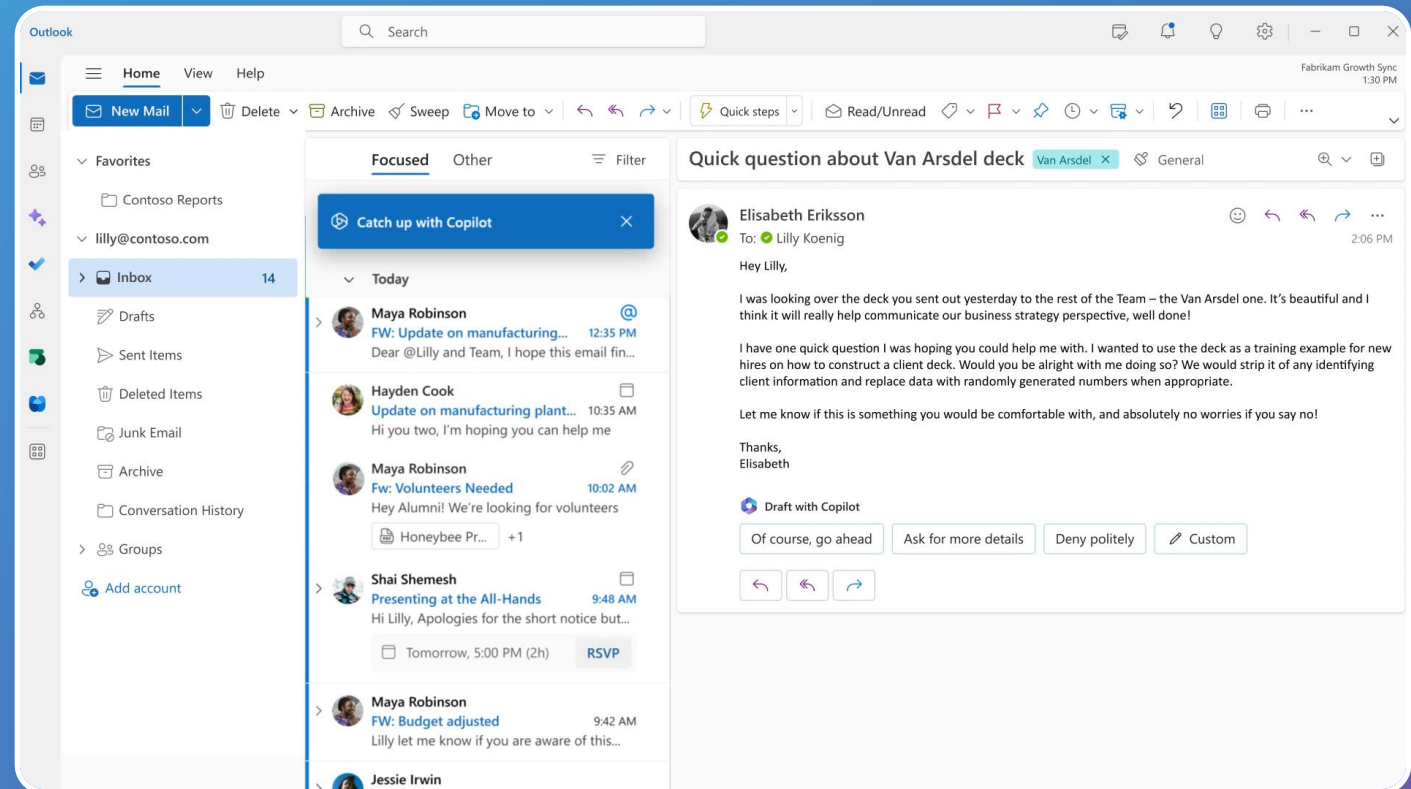 Outlook
Search
Home View Help
Fabrikam Growth Sync
1:30 PM
New Mail Delete Archive Sweep Move to Quick steps Read/Unread
Favorites
Contoso Reports
lilly@contoso.com
Inbox 14
Drafts
Sent Items
Deleted Items
Junk Email
Archive
Conversation History
Groups
Add account
Focused Other Filter
Catch up with Copilot
Today
Maya Robinson
FW: Update on manufacturing... 12:35 PM
Dear @Lilly and Team, I hope this email fin...
Hayden Cook
Update on manufacturing plant... 10:35 AM
Hi you two, I'm hoping you can help me
Maya Robinson
Fw: Volunteers Needed 10:02 AM
Hey Alumni! We're looking for volunteers
Honeybee Pr... +1
Shai Shemesh
Presenting at the All-Hands 9:48 AM
Hi Lilly, Apologies for the short notice but...
Tomorrow, 5:00 PM (2h) RSVP
Maya Robinson
FW: Budget adjusted 9:42 AM
Lilly let me know if you are aware of this...
Jessie Irwin
Quick question about Van Arsdel deck Van Arsdel General
Elisabeth Eriksson
To: Lilly Koenig 2:06 PM
Hey Lilly,
I was looking over the deck you sent out yesterday to the rest of the Team – the Van Arsdel one. It's beautiful and I
think it will really help communicate our business strategy perspective, well done!
I have one quick question I was hoping you could help me with. I wanted to use the deck as a training example for new
hires on how to construct a client deck. Would you be alright with me doing so? We would strip it of any identifying
client information and replace data with randomly generated numbers when appropriate.
Let me know if this is something you would be comfortable with, and absolutely no worries if you say no!
Thanks,
Elisabeth
Draft with Copilot
Of course, go ahead Ask for more details Deny politely Custom